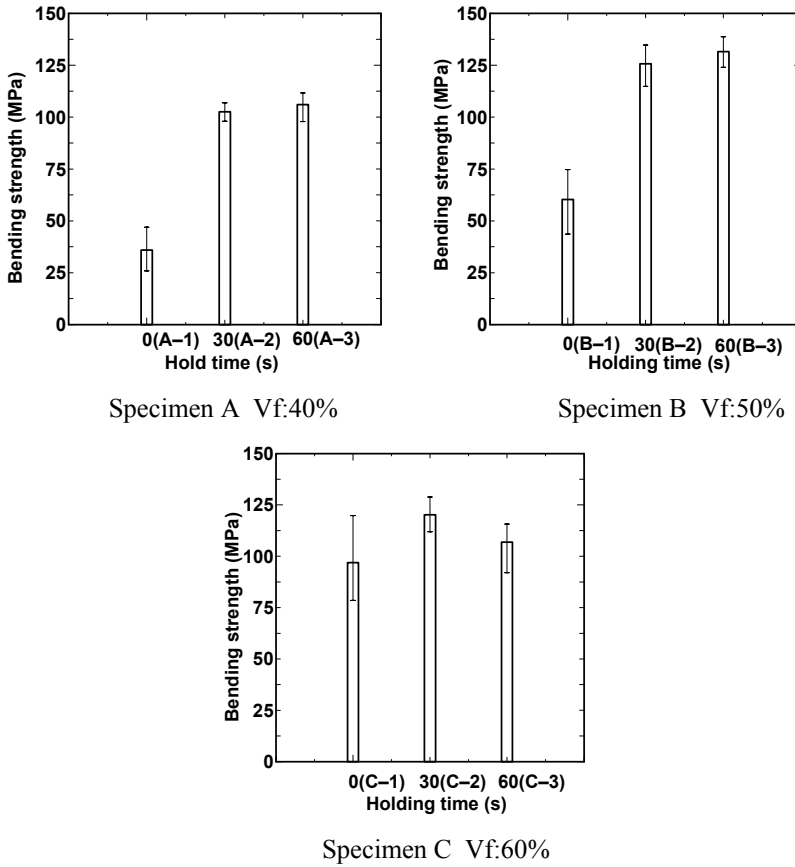 150
125
100
75
50
25
0
Bending strength (MPa)
0(A–1) 30(A–2) 60(A–3)
Hold time (s)
Specimen A Vf:40%
150
125
100
75
50
25
0
Bending strength (MPa)
0(B–1) 30(B–2) 60(B–3)
Holding time (s)
Specimen B Vf:50%
150
125
100
75
50
25
0
Bending strength (MPa)
0(C–1) 30(C–2) 60(C–3)
Holding time (s)
Specimen C Vf:60%